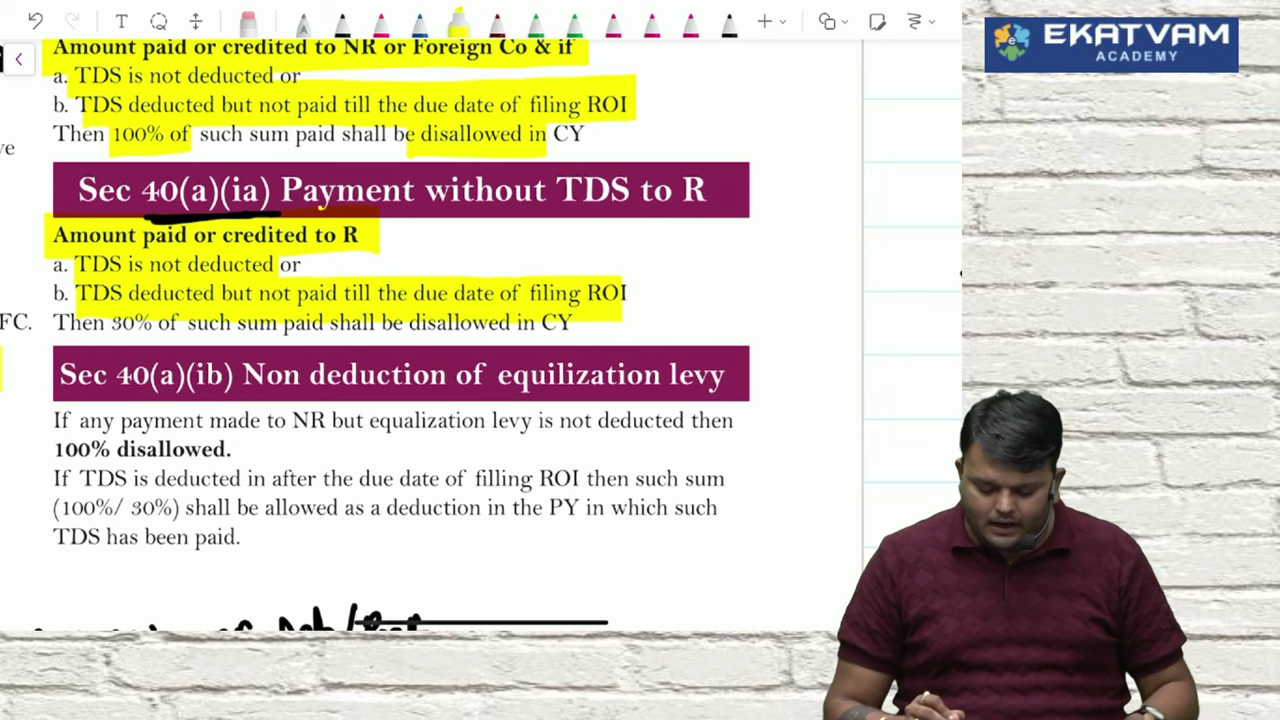 EKATVAM
ACADEMY
Amount paid or credited to NR or Foreign Co & if
a. TDS is not deducted or
b. TDS deducted but not paid till the due date of filing ROI
Then 100% of such sum paid shall be disallowed in CY
Sec 40(a)(ia) Payment without TDS to R
Amount paid or credited to R
a. TDS is not deducted or
b. TDS deducted but not paid till the due date of filing ROI
FC.
Then 30% of such sum paid shall be disallowed in CY
Sec 40(a)(ib) Non deduction of equilization levy
If any payment made to NR but equalization levy is not deducted then
100% disallowed.
If TDS is deducted in after the due date of filling ROI then such sum
(100%/ 30%) shall be allowed as a deduction in the PY in which such
TDS has been paid.